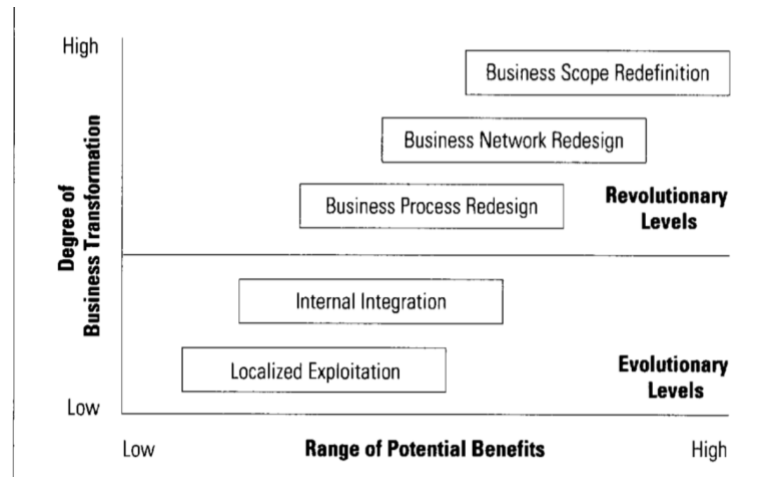 High
Business Scope Redefinition
Business Network Redesign
Business Process Redesign
Revolutionary
Levels
Degree of
Business Transformation
Internal Integration
Localized Exploitation
Evolutionary
Levels
Low
Low
Range of Potential Benefits
High